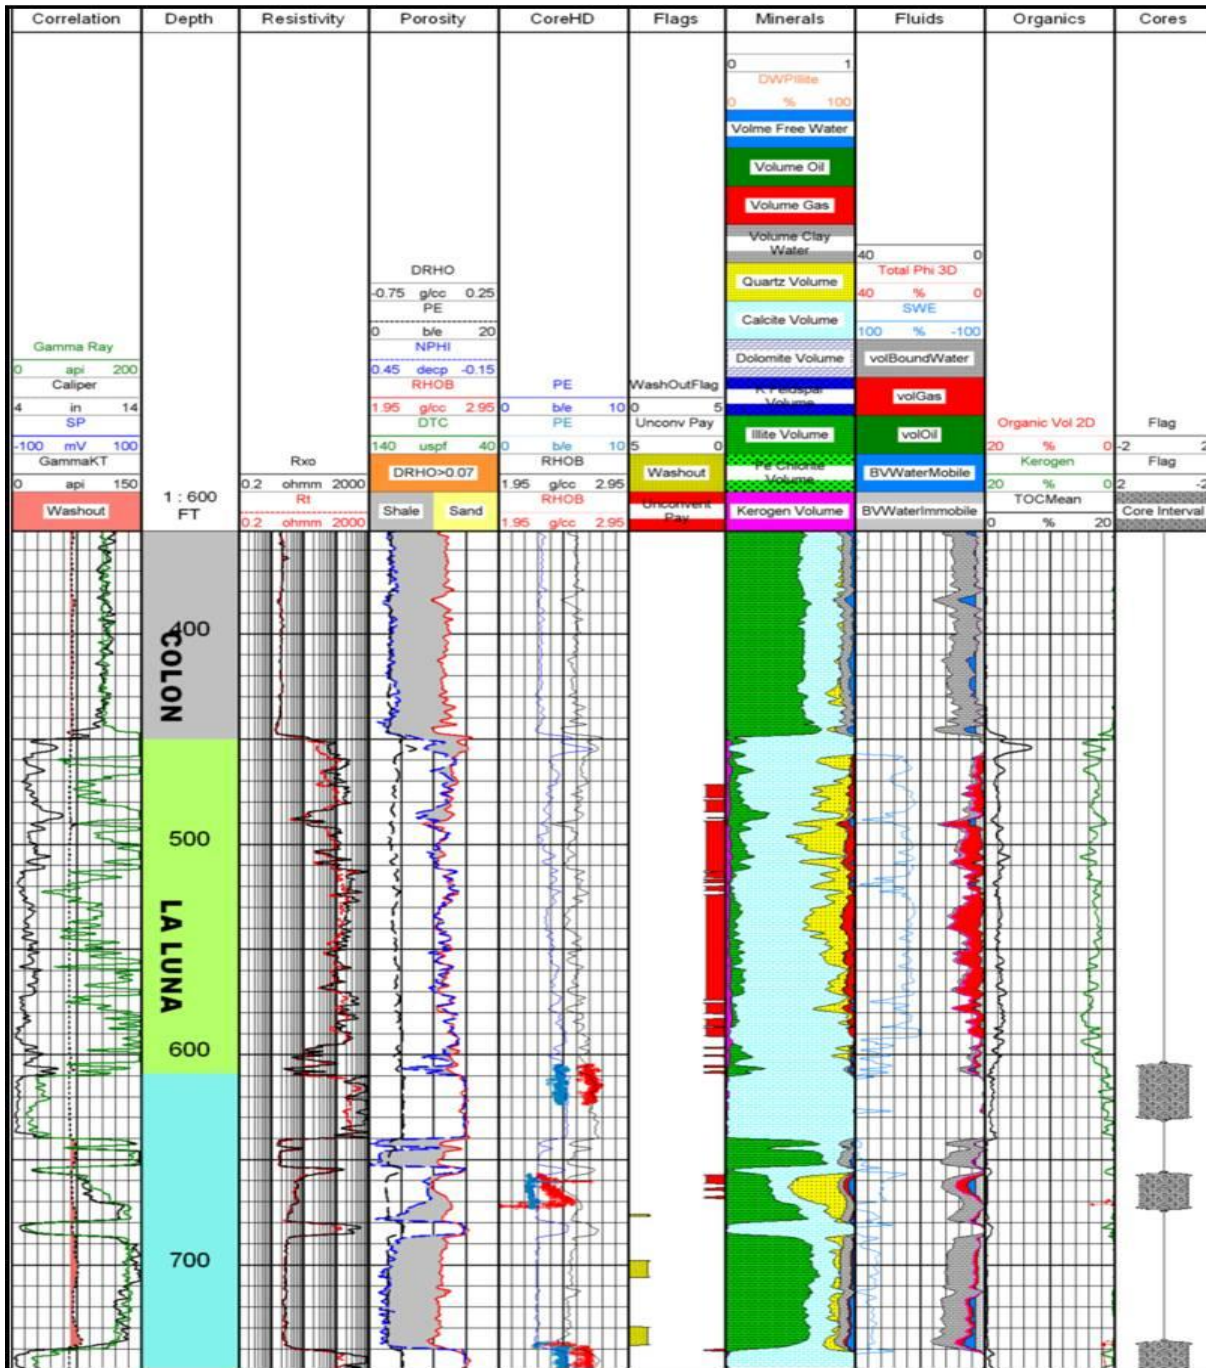 Correlation Depth Resistivity Porosity CoreHD Flags Minerals Fluids Organics Cores
0 1
DWPIllite
0 % 100
Volme Free Water
Volume Oil
Volume Gas
Volume Clay Water
40 0
DRHO
Quartz Volume
Total Phi 3D
-0.75 g/cc 0.25
40 % 0
PE
Calcite Volume
SWE
0 b/e 20
100 % -100
Gamma Ray
NPHI
Dolomite Volume
volBoundWater
0 api 200
0.45 decp -0.15
Caliper
RHOB
PE
WashOutFlag
K Feldspar Volume
volGas
4 in 14
1.95 g/cc 2.95
0 b/e 10
0 5
SP
DTC
PE
Unconv Pay
Illite Volume
volOil
Organic Vol 2D
Flag
-100 mV 100
140 uspf 40
0 b/e 10
5 0
20 % 0
-2 2
GammaKT
Rxo
DRHO>0.07
RHOB
Washout
Fe Chlorite Volume
BVWaterMobile
Kerogen
Flag
0 api 150
0.2 ohmm 2000
1.95 g/cc 2.95
20 % 0
2 -2
Washout
1 : 600
FT
Rt
0.2 ohmm 2000
Shale Sand
RHOB
1.95 g/cc 2.95
Unconvent Pay
Kerogen Volume
BVWaterImmobile
TOCMean
0 % 20
Core Interval
400
COLON
500
LA LUNA
600
700